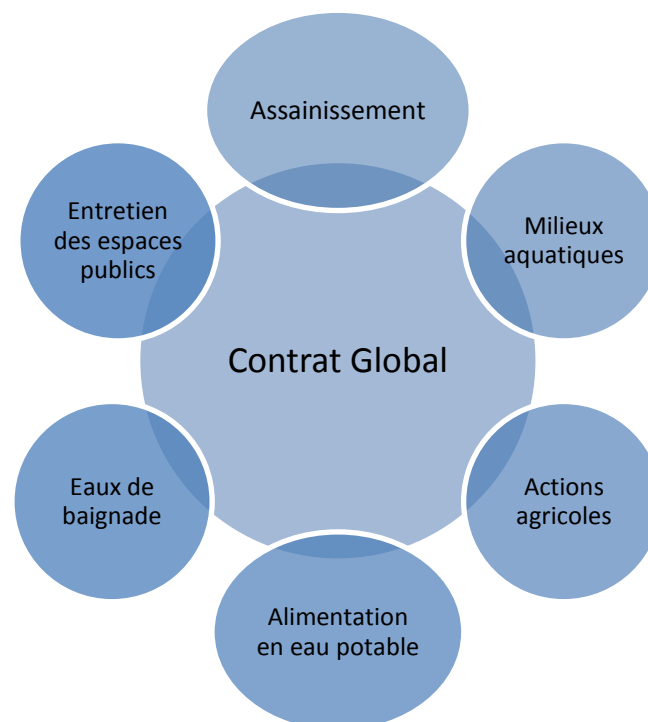 Assainissement
Entretien
des espaces
publics
Milieux
aquatiques
Contrat Global
Eaux de
baignade
Actions
agricoles
Alimentation
en eau potable